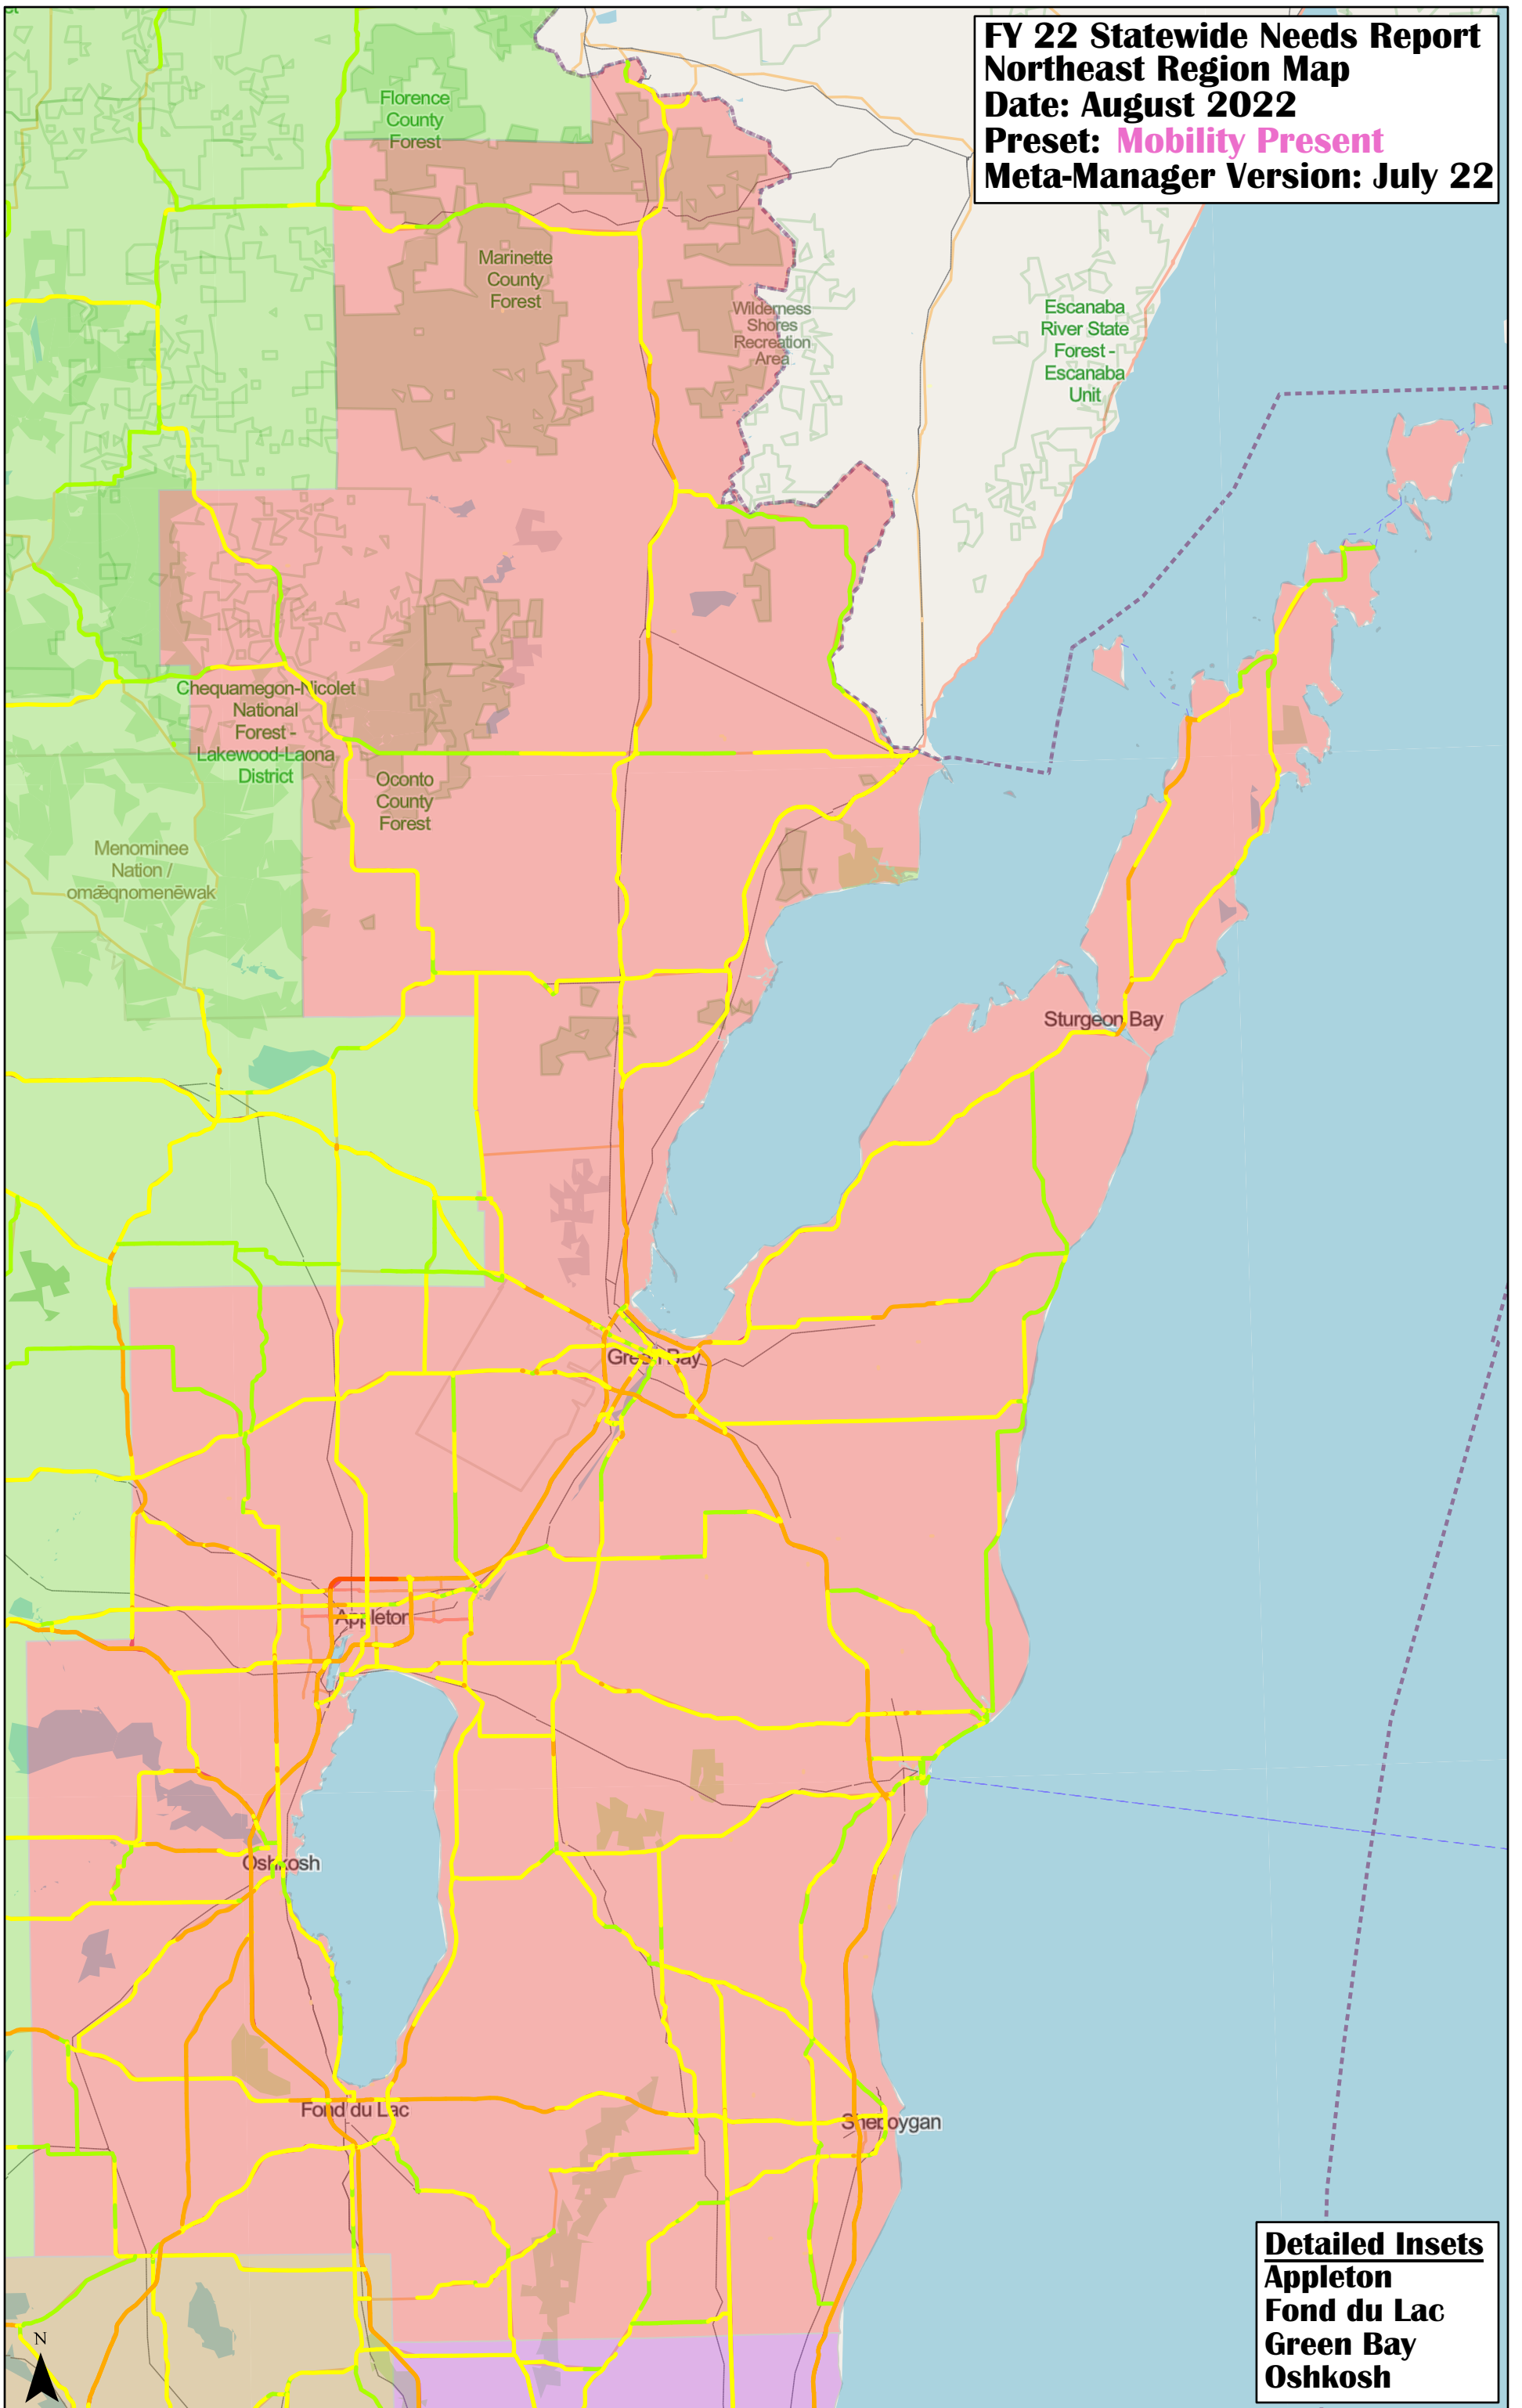 FY 22 Statewide Needs Report
Northeast Region Map
Date: August 2022
Preset: Mobility Present
Meta-Manager Version: July 22
Florence
County
Forest
Marinette
County
Forest
Wilderness
Shores
Recreation
Area
Escanaba
River State
Forest -
Escanaba
Unit
Chequamegon-Nicolet
National
Forest -
Lakewood-Laona
District
Oconto
County
Forest
Menominee
Nation /
omǣqnomenēwak
Sturgeon Bay
Green Bay
Appleton
Oshkosh
Fond du Lac
Sheboygan
Detailed Insets
Appleton
Fond du Lac
Green Bay
Oshkosh
N